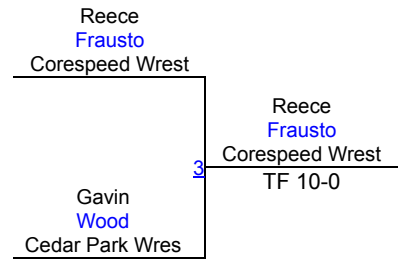 Reece
Frausto
Corespeed Wrest
Reece
Frausto
Corespeed Wrest
3
TF 10-0
Gavin
Wood
Cedar Park Wres